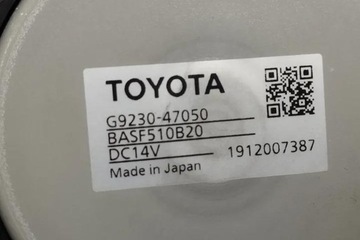 TOYOTA
G9230-47050
BASF510B20
DC14V 1912007387
Made in Japan